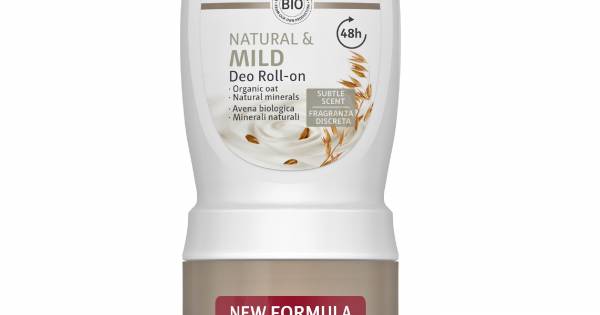 BIO
48h
NATURAL &
MILD
Deo Roll-on
· Organic oat
· Natural minerals
· Avena biologica
· Minerali naturali
SUBTLE
SCENT
FRAGRANZA
DISCRETA
NEW FORMULA